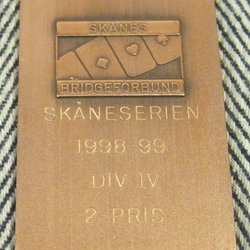 SKÅNES
BRIDGEFÖRBUND
SKÅNESERIEN
1998-99
DIV IV
2 PRIS